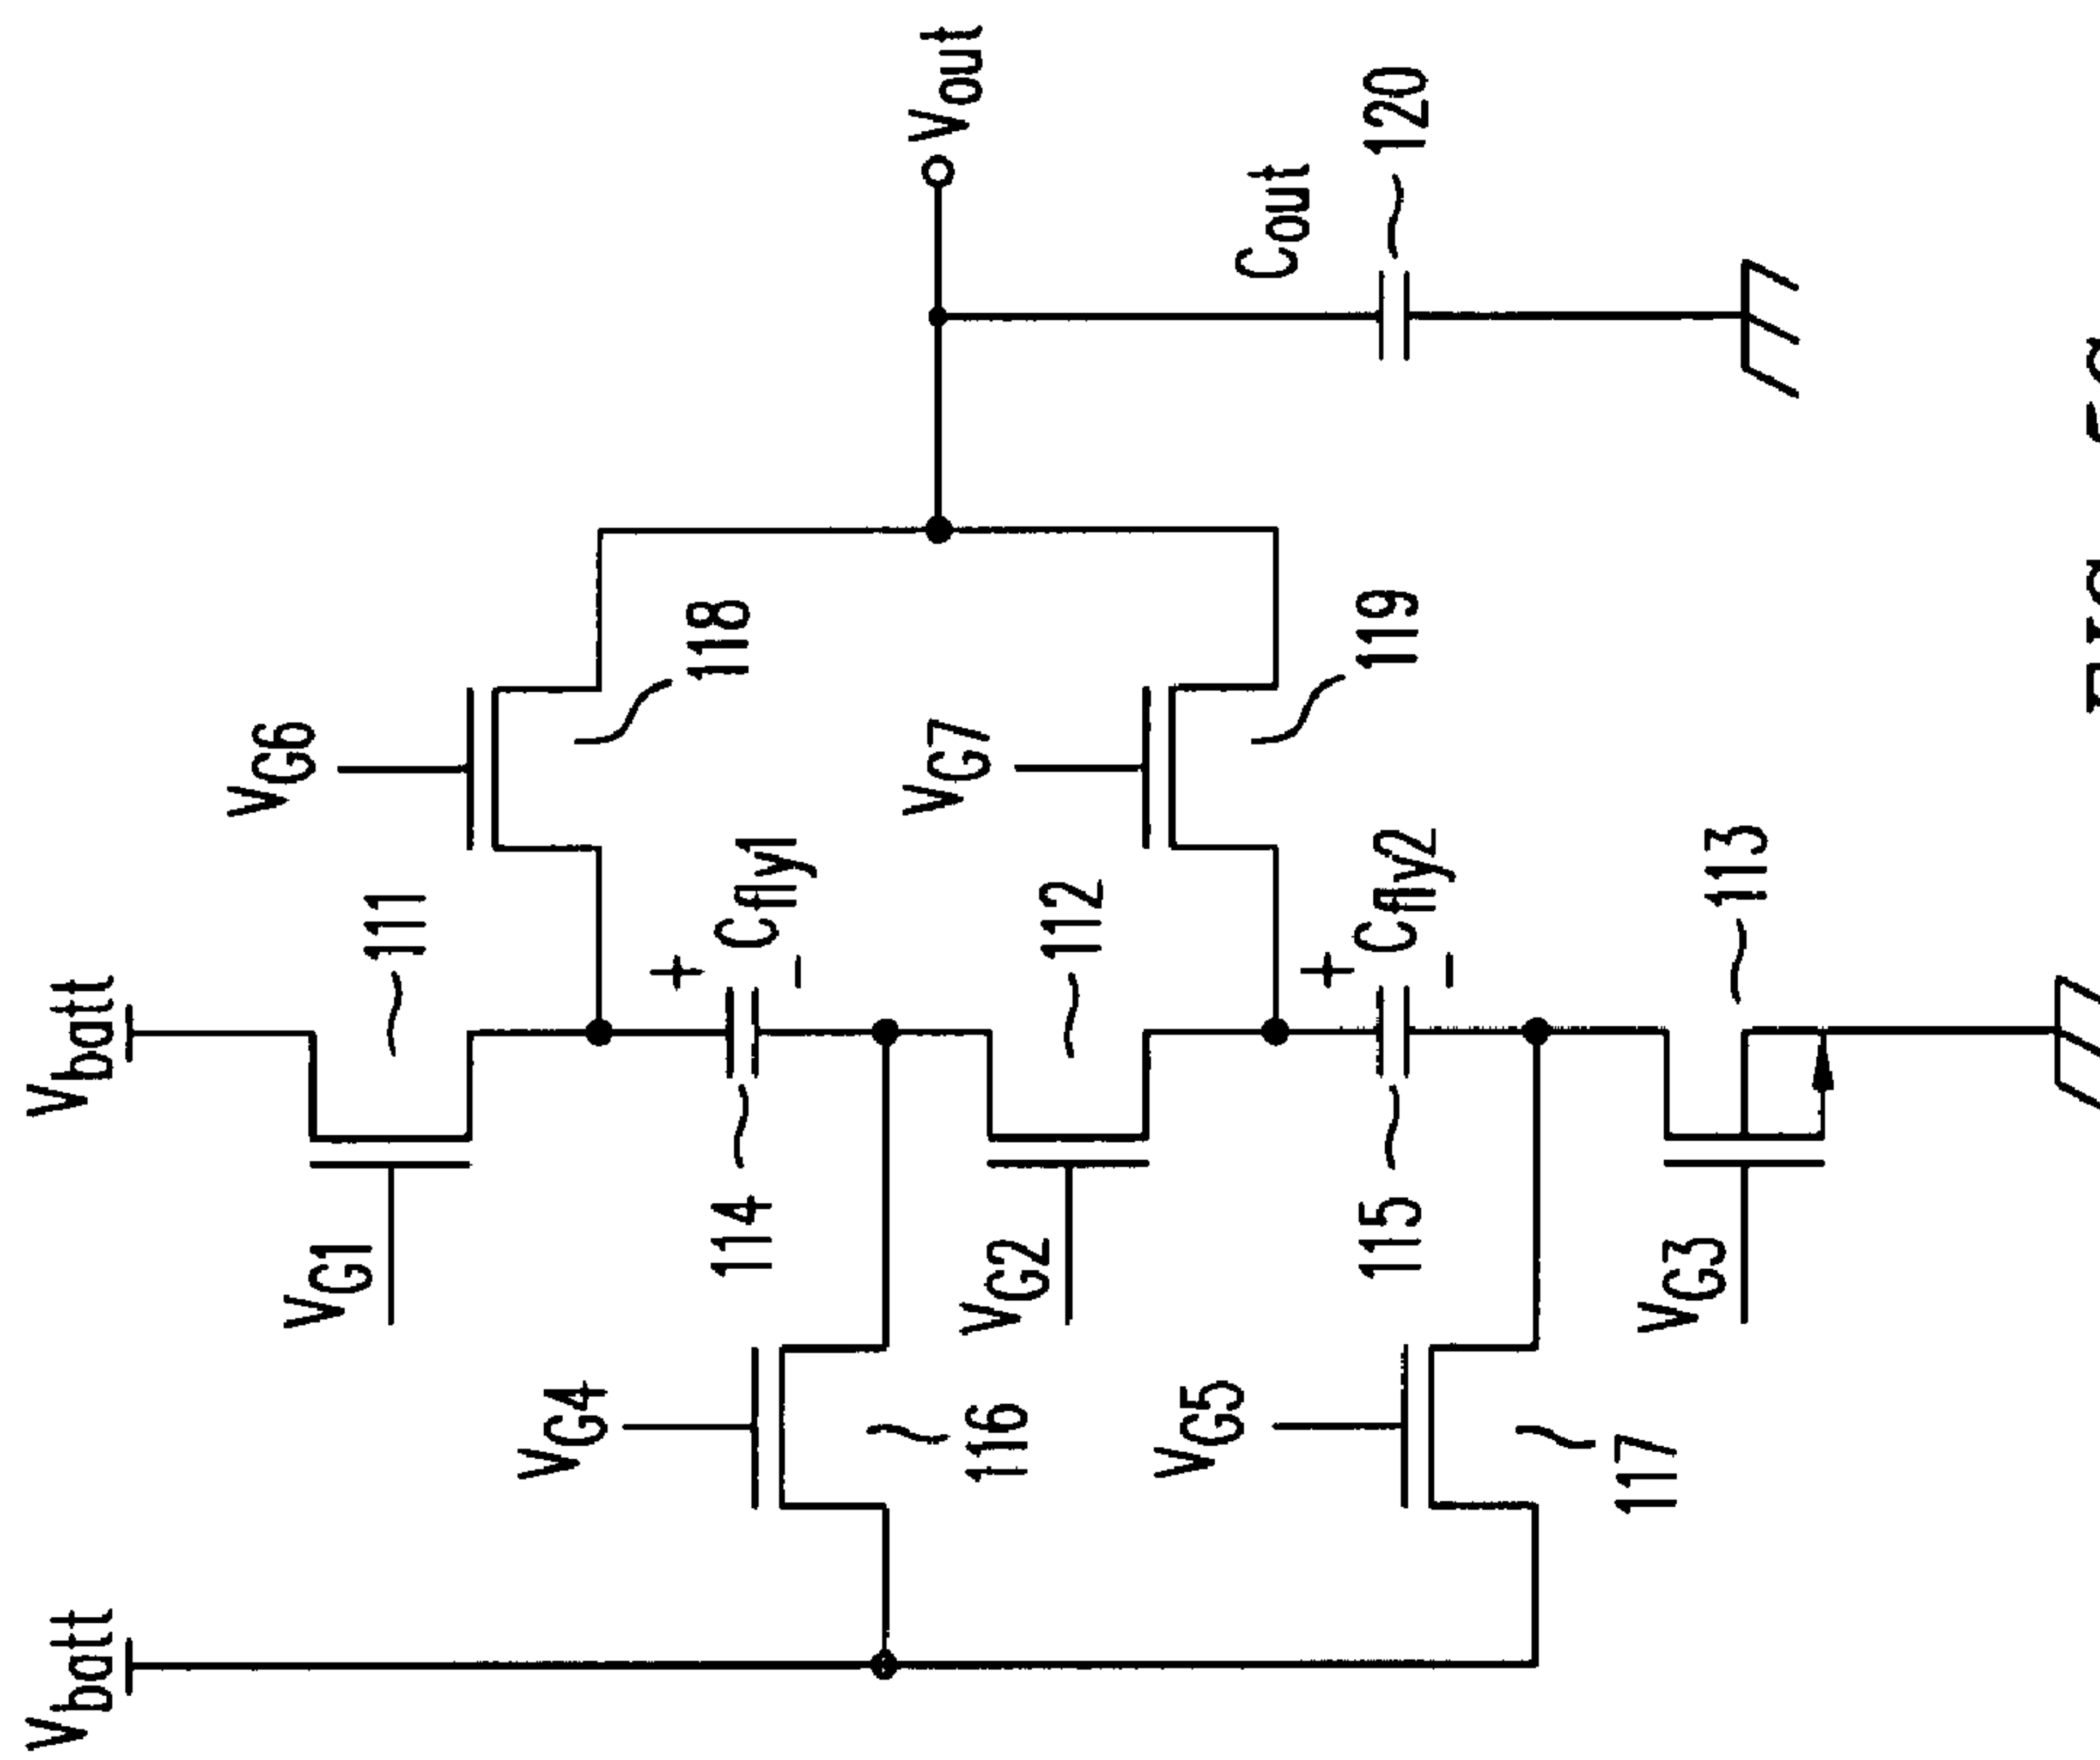 Vbatt
Vbatt
VG1
111
VG6
118
Vout
114
Cfly1
+
-
VG4
116
VG2
112
VG7
119
Cout
120
115
Cfly2
+
-
VG5
117
VG3
113